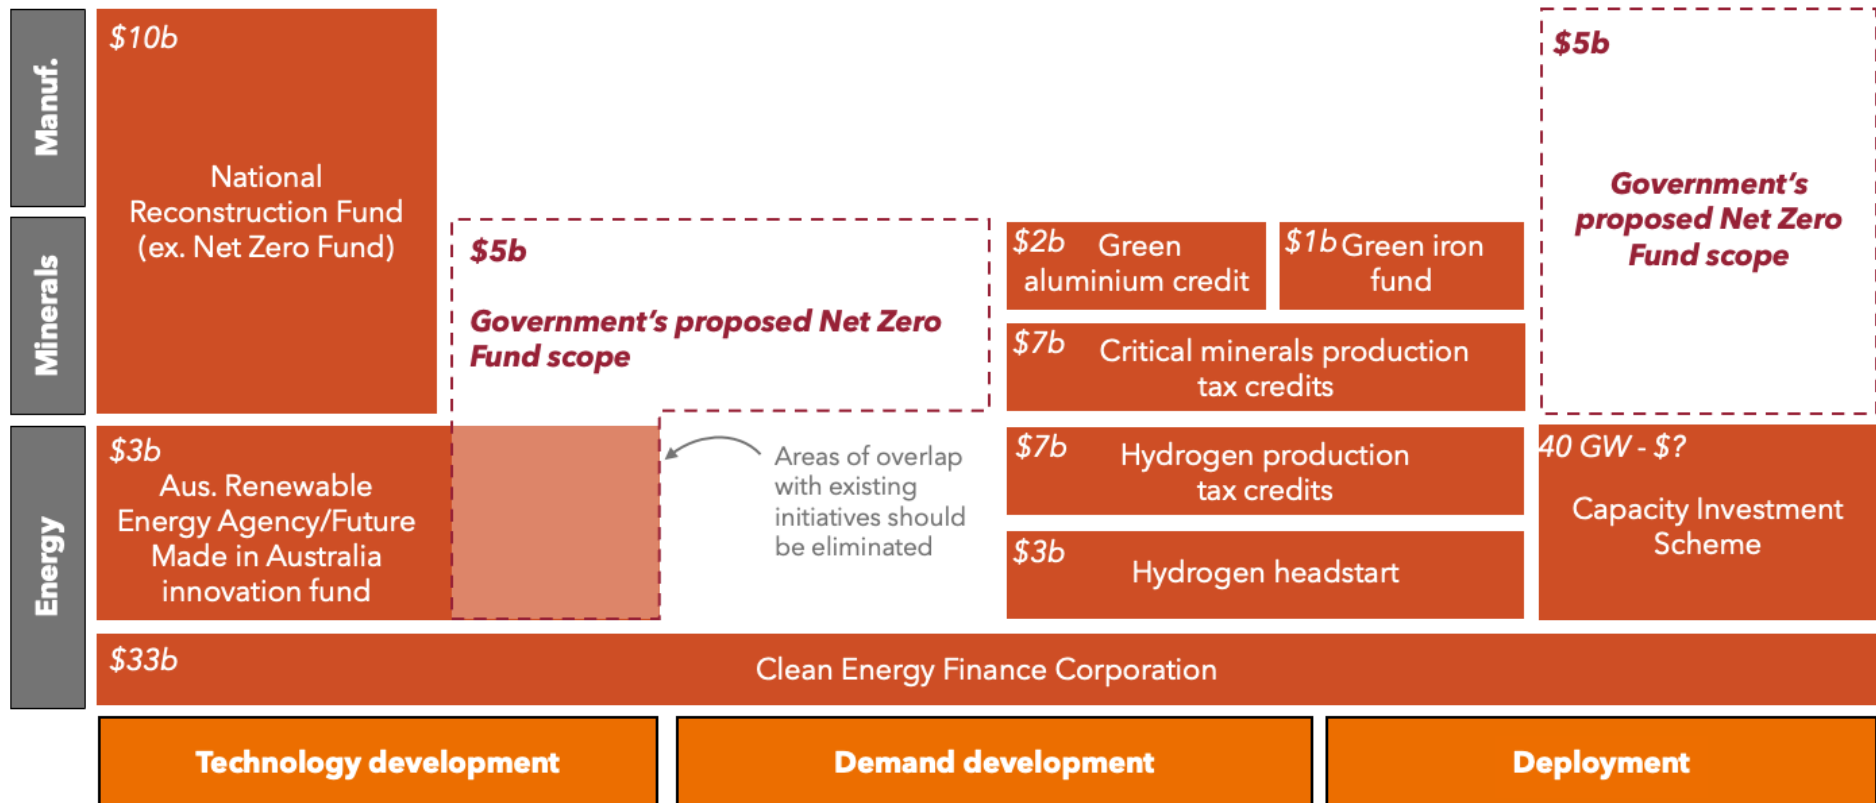 Manuf.
Minerals
Energy
$10b
National
Reconstruction Fund
(ex. Net Zero Fund)
$5b
Government's proposed Net Zero
Fund scope
$2b Green
aluminium credit
$1b Green iron
fund
$7b Critical minerals production
tax credits
$5b
Government's
proposed Net Zero
Fund scope
$3b
Aus. Renewable
Energy Agency/Future
Made in Australia
innovation fund
Areas of overlap
with existing
initiatives should
be eliminated
$7b Hydrogen production
tax credits
$3b
Hydrogen headstart
40 GW - $?
Capacity Investment
Scheme
$33b
Clean Energy Finance Corporation
Technology development
Demand development
Deployment